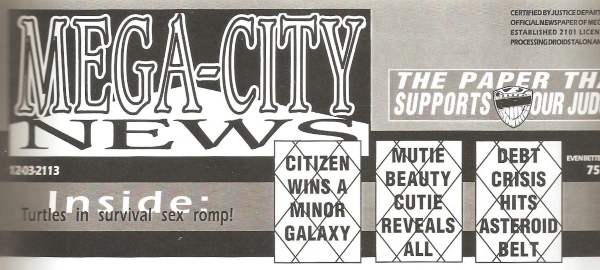 MEGA-CITY
NEWS
CERTIFIED BY JUSTICE DEPART
OFFICIAL NEWSPAPER OF MEG
ESTABLISHED 2101 LICEN
PROCESSING DROIDS TALON AN
THE PAPER THA
SUPPORTS OUR JUD
12-03-2113
EVEN BETTE
75
Inside:
Turtles in survival sex romp!
CITIZEN
WINS A
MINOR
GALAXY
MUTIE
BEAUTY
CUTIE
REVEALS
ALL
DEBT
CRISIS
HITS
ASTEROID
BELT